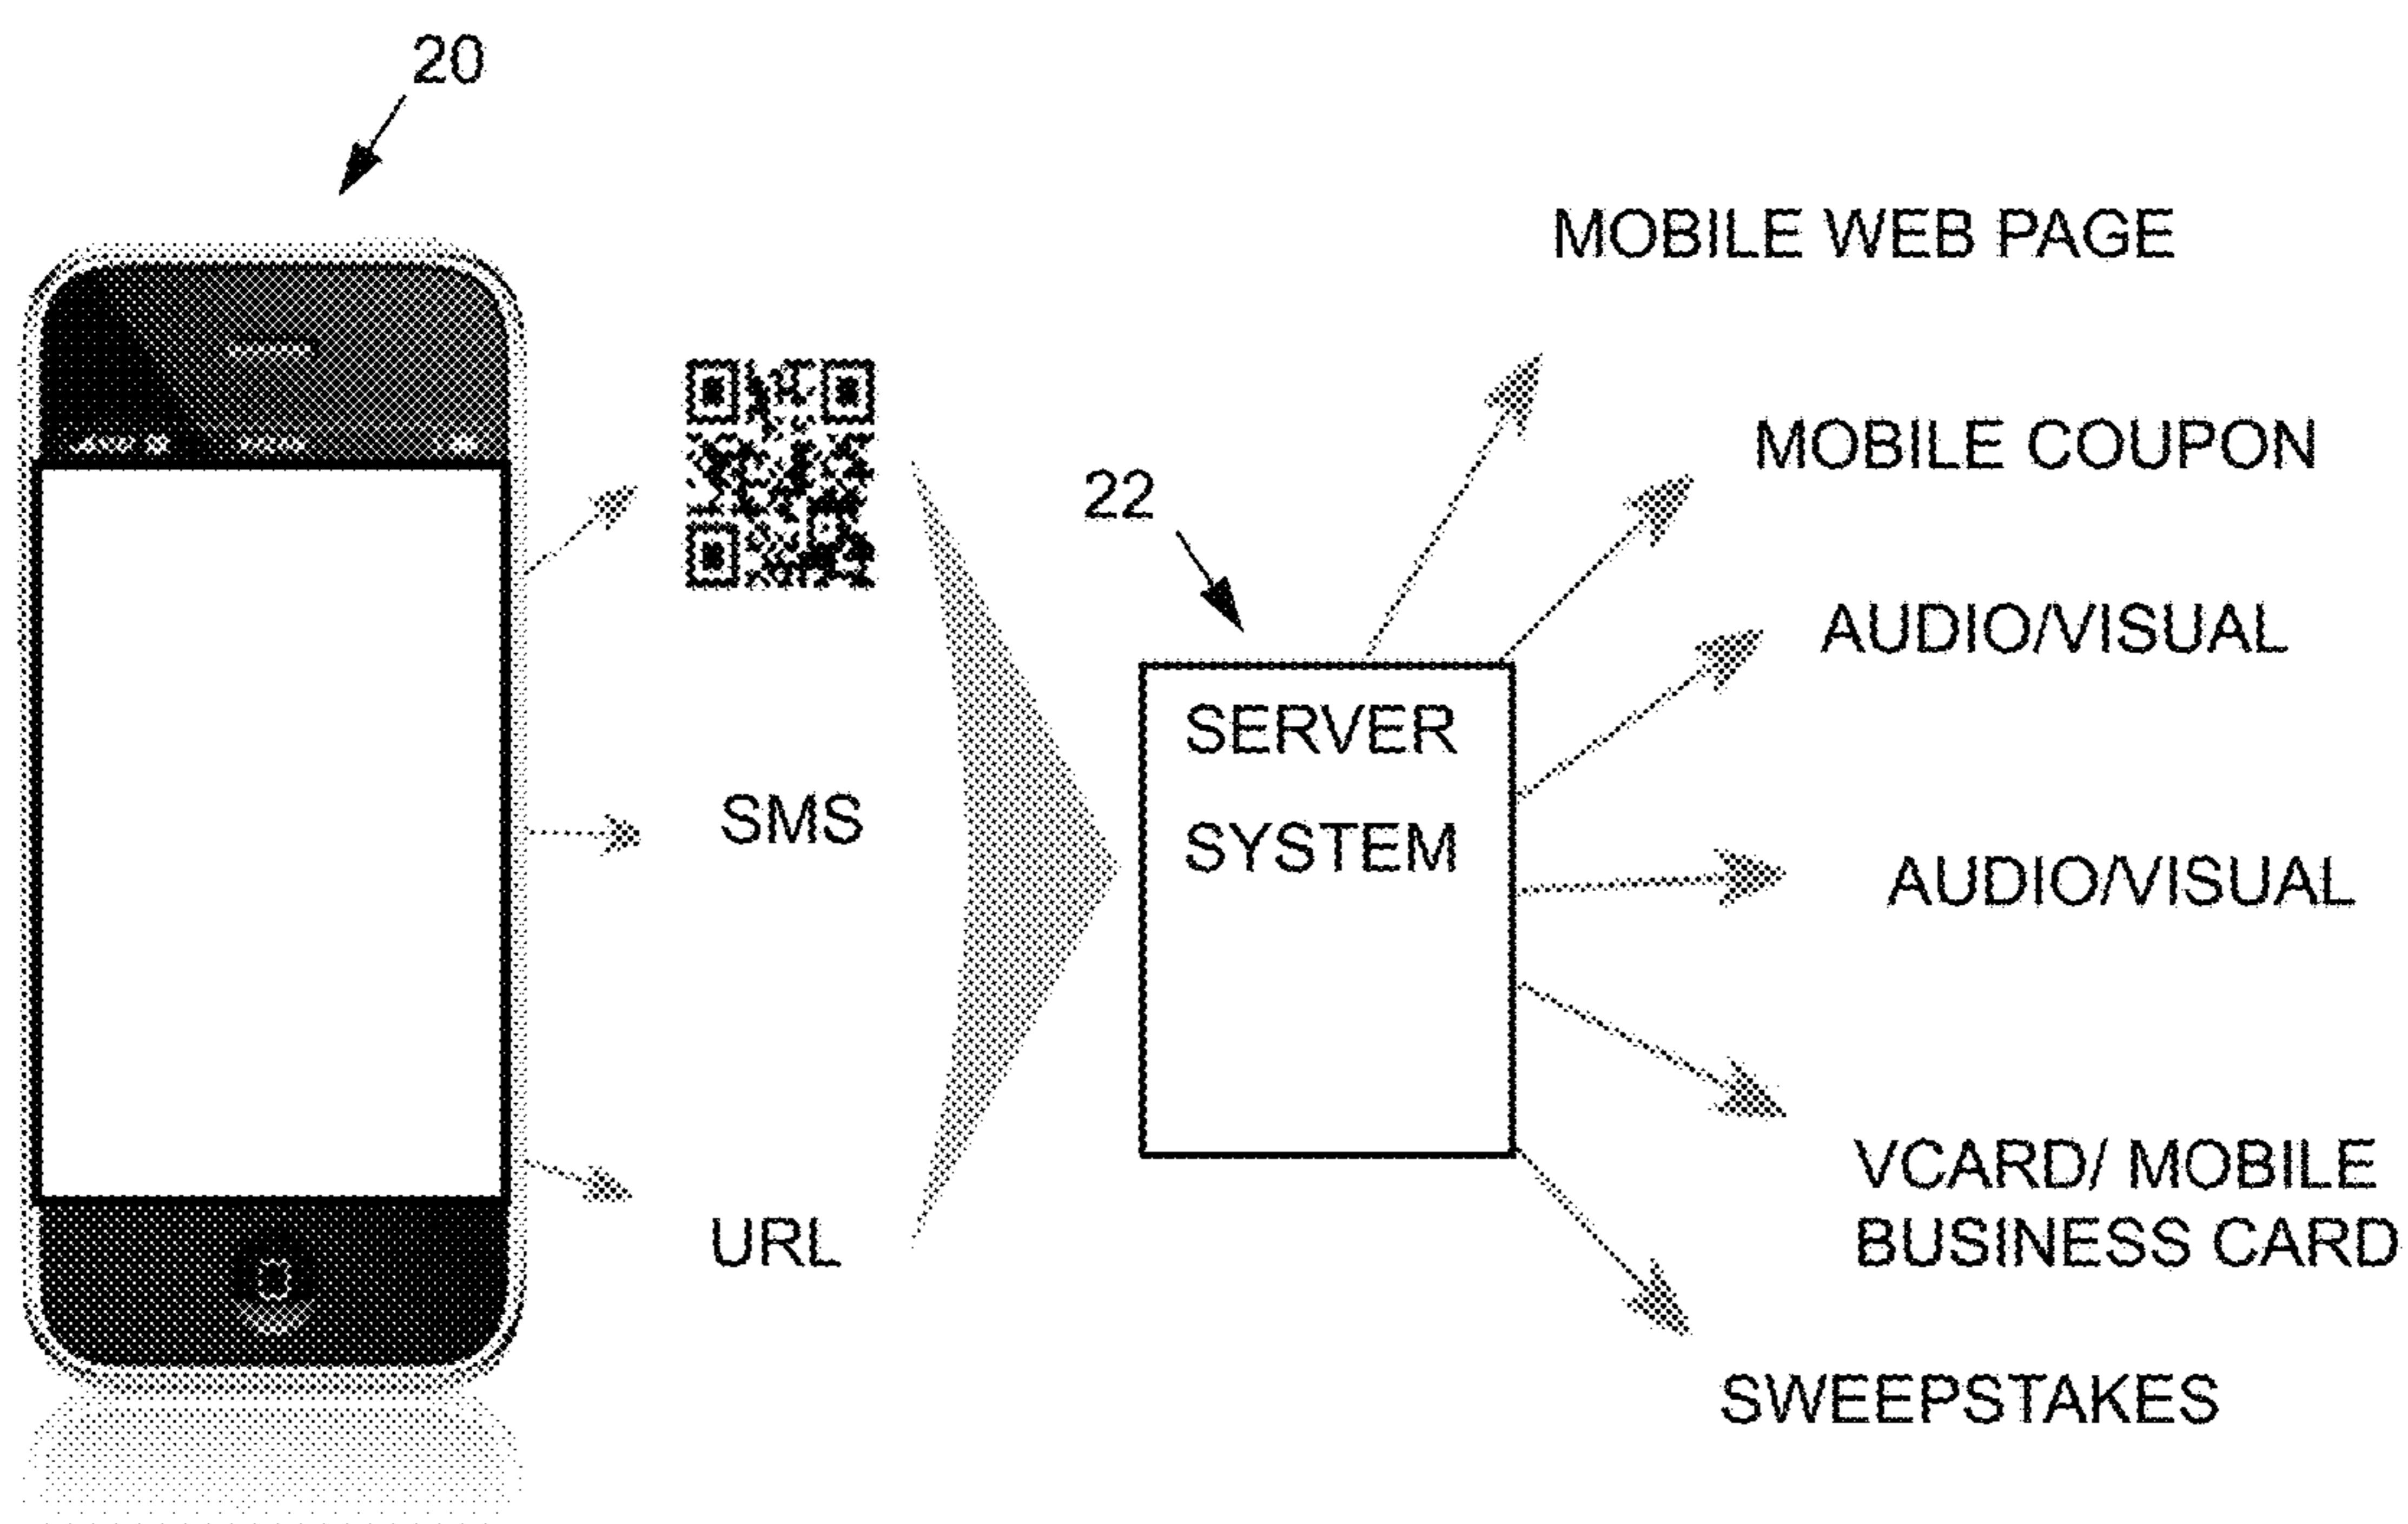 20
MOBILE WEB PAGE
MOBILE COUPON
22
AUDIO/VISUAL
SERVER
SYSTEM
SMS
AUDIO/VISUAL
VCARD/ MOBILE
BUSINESS CARD
URL
SWEEPSTAKES